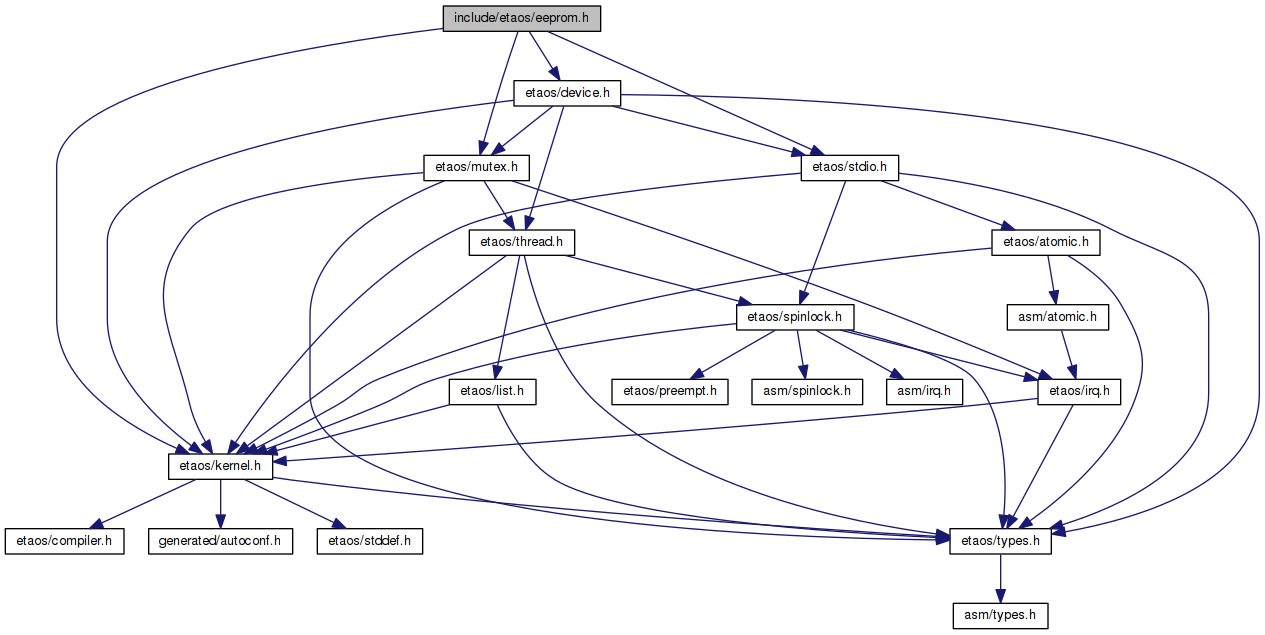 include/etaos/eeprom.h
etaos/device.h
etaos/mutex.h
etaos/stdio.h
etaos/thread.h
etaos/atomic.h
etaos/spinlock.h
asm/atomic.h
etaos/list.h
etaos/preempt.h
asm/spinlock.h
asm/irq.h
etaos/irq.h
etaos/kernel.h
etaos/compiler.h
generated/autoconf.h
etaos/stddef.h
etaos/types.h
asm/types.h